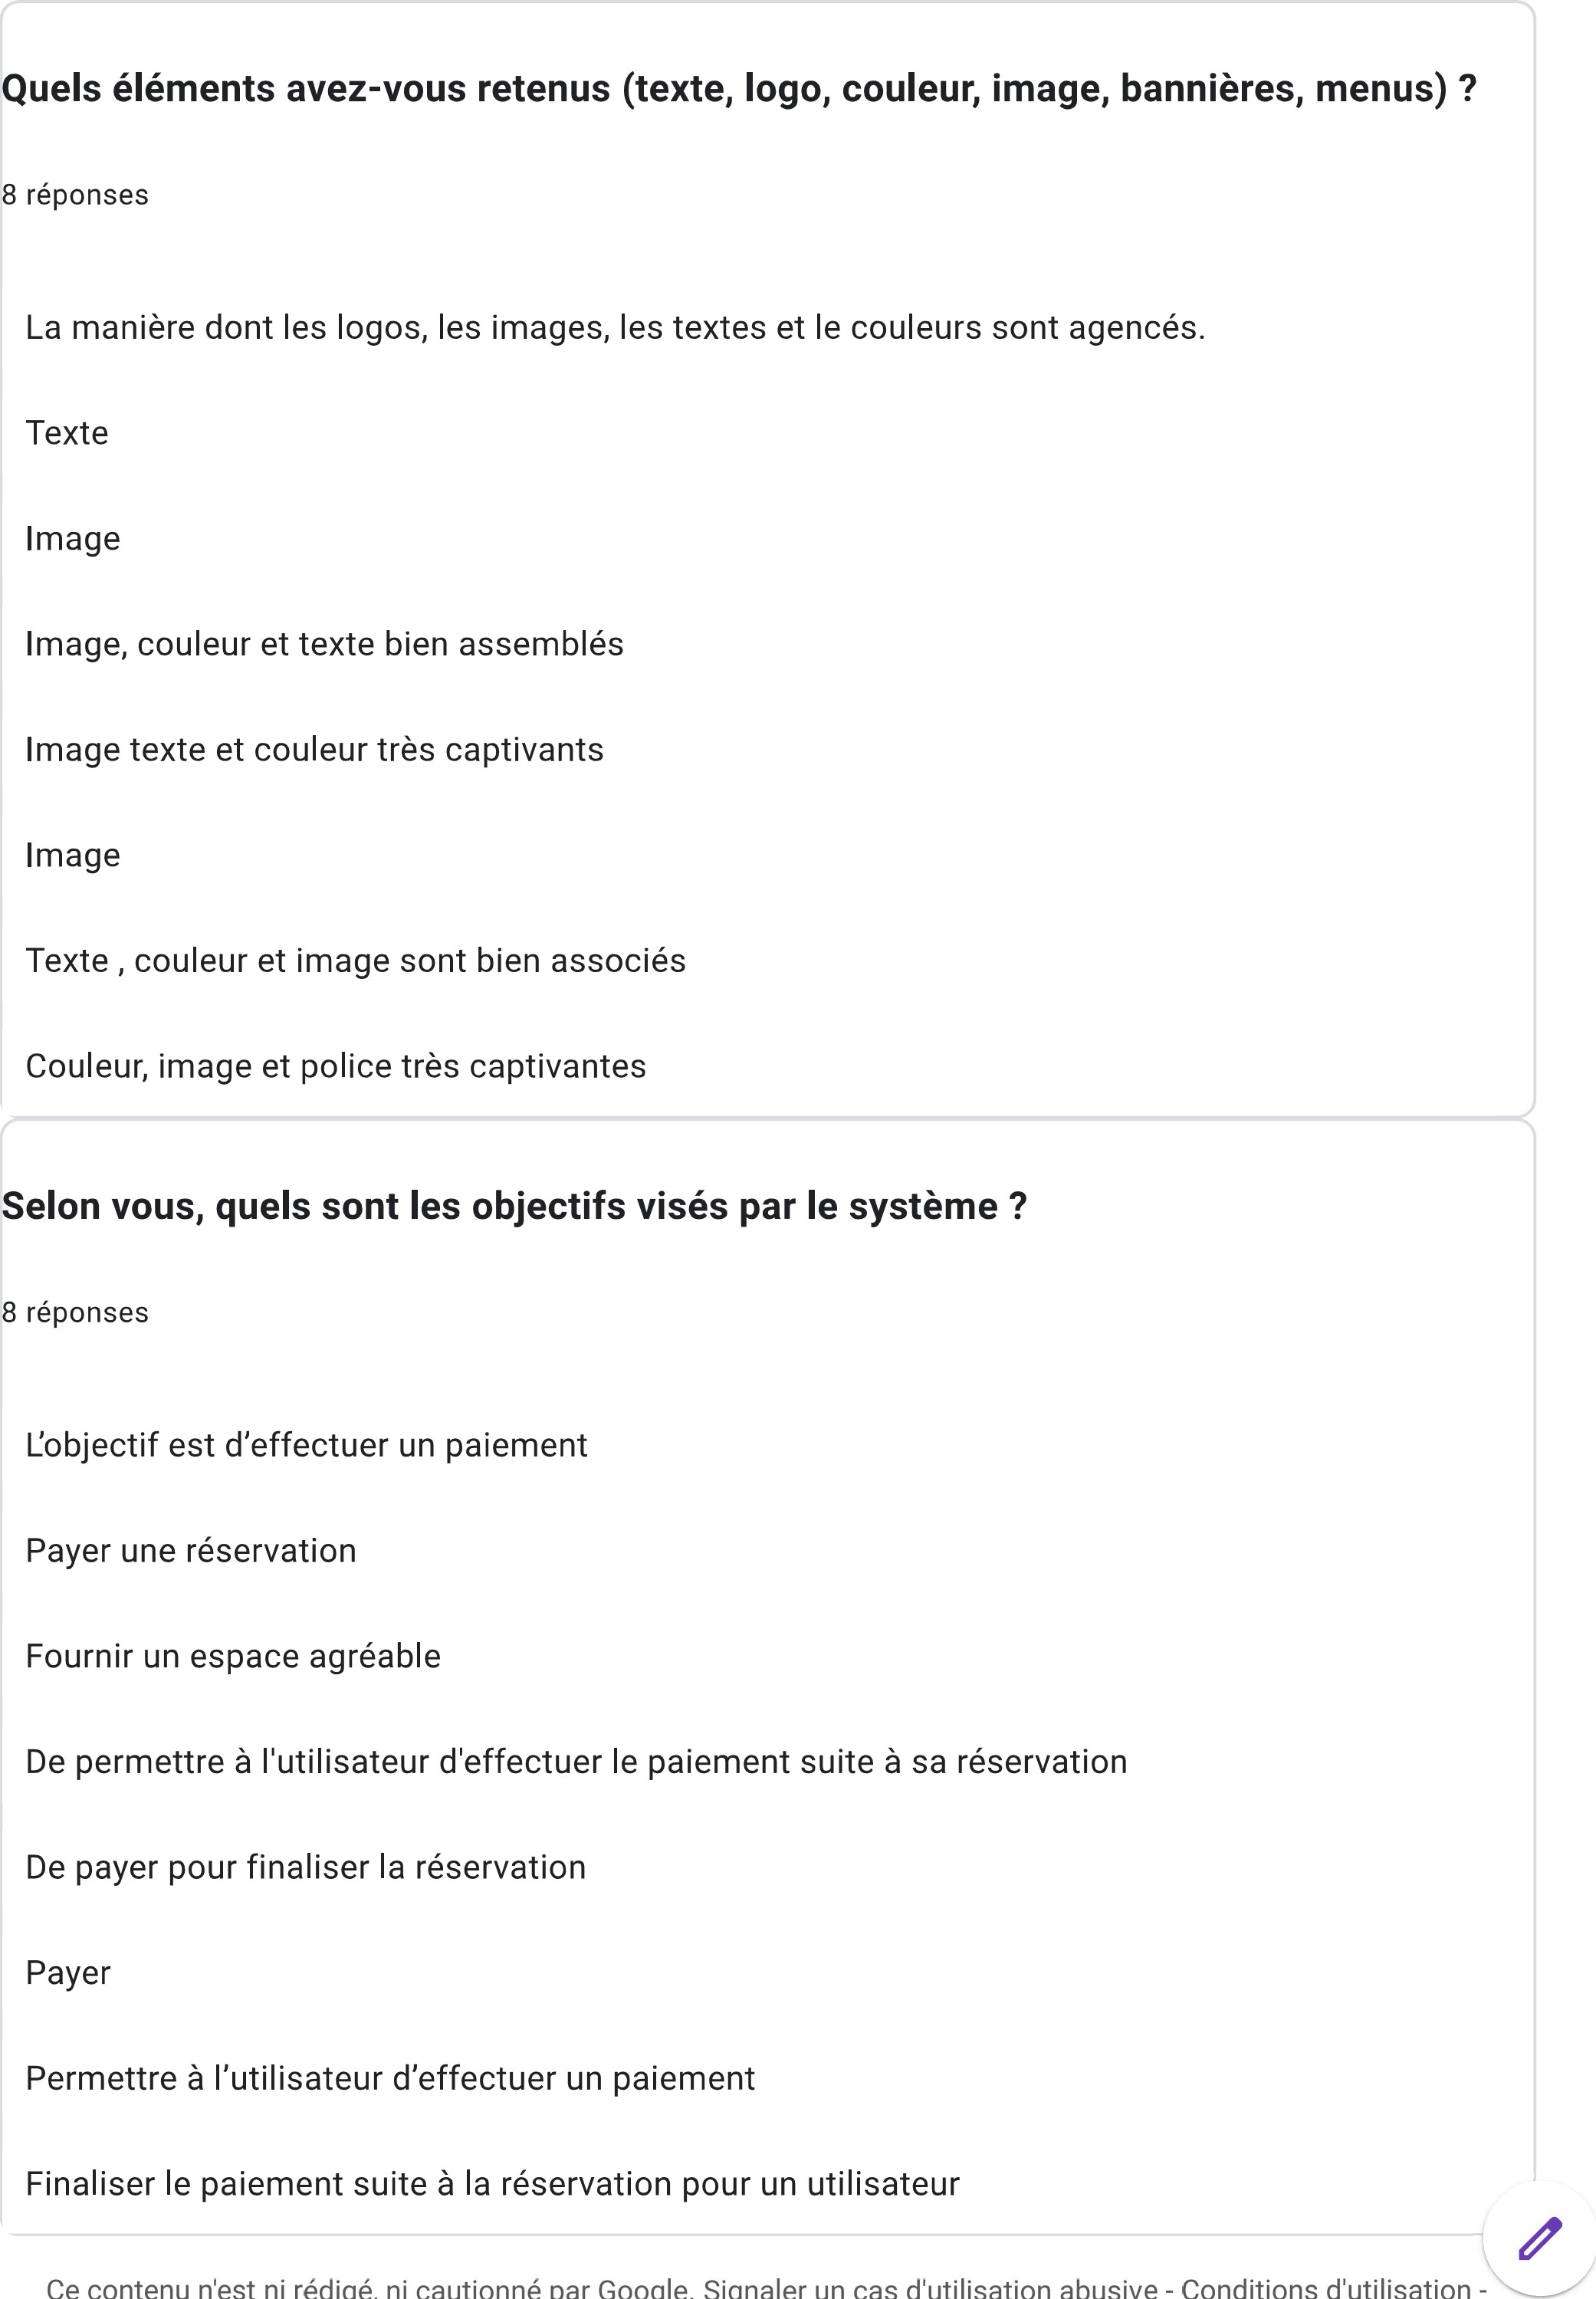 Quels éléments avez-vous retenus (texte, logo, couleur, image, bannières, menus) ?
8 réponses
La manière dont les logos, les images, les textes et le couleurs sont agencés.
Texte
Image
Image, couleur et texte bien assemblés
Image texte et couleur très captivants
Image
Texte , couleur et image sont bien associés
Couleur, image et police très captivantes
Selon vous, quels sont les objectifs visés par le système ?
8 réponses
L’objectif est d’effectuer un paiement
Payer une réservation
Fournir un espace agréable
De permettre à l'utilisateur d'effectuer le paiement suite à sa réservation
De payer pour finaliser la réservation
Payer
Permettre à l’utilisateur d’effectuer un paiement
Finaliser le paiement suite à la réservation pour un utilisateur
Ce contenu n'est ni rédigé, ni cautionné par Google. Signaler un cas d'utilisation abusive - Conditions d'utilisation -